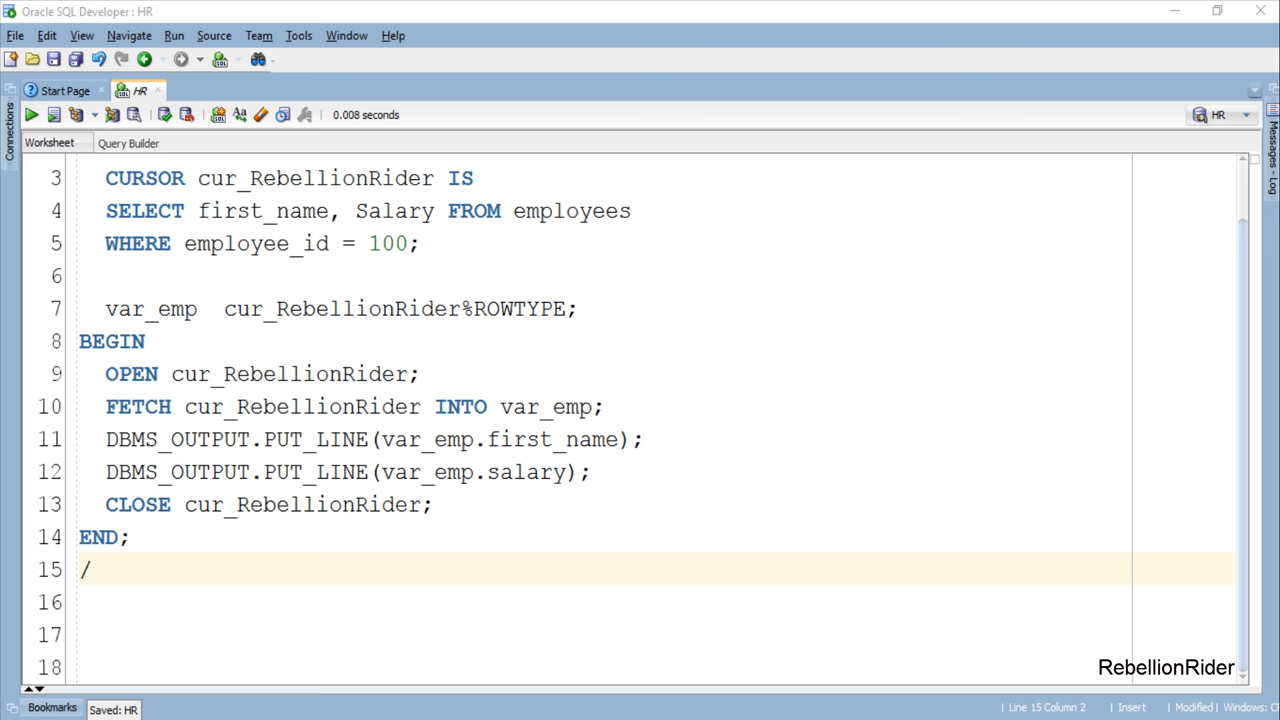 Oracle SQL Developer : HR
File Edit View Navigate Run Source Team Tools Window Help
Start Page HR
0.008 seconds HR
Connections
Messages - Log
Worksheet Query Builder
3 CURSOR cur_RebellionRider IS
4 SELECT first_name, Salary FROM employees
5 WHERE employee_id = 100;
6
7 var_emp cur_RebellionRider%ROWTYPE;
8 BEGIN
9 OPEN cur_RebellionRider;
10 FETCH cur_RebellionRider INTO var_emp;
11 DBMS_OUTPUT.PUT_LINE(var_emp.first_name);
12 DBMS_OUTPUT.PUT_LINE(var_emp.salary);
13 CLOSE cur_RebellionRider;
14 END;
15 /
16
17
18
RebellionRider
Bookmarks Saved: HR | Line 15 Column 2 | Insert | Modified | Windows: